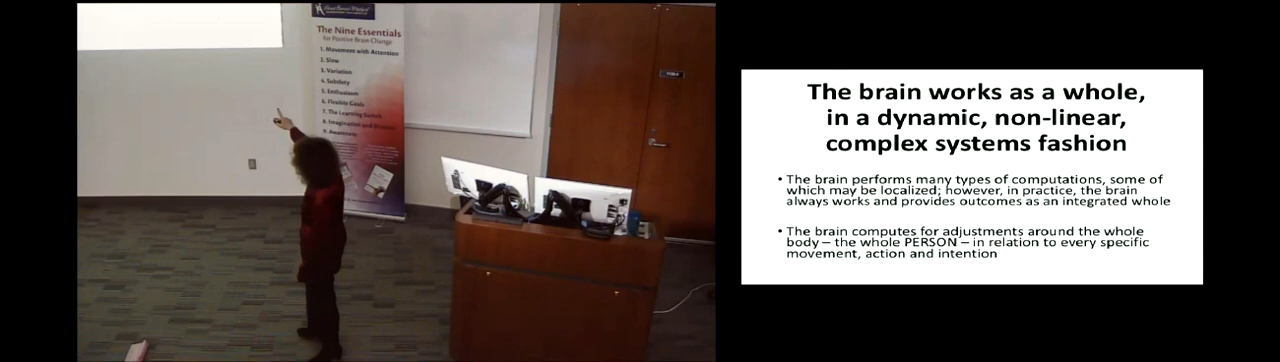 The Nine Essentials
for Positive Brain Change
1. Movement with Attention
2. Slow
3. Variation
4. Subtlety
5. Enthusiasm
6. Flexible Goals
7. The Learning Switch
8. Imagination and
9. Awareness
The brain works as a whole,
in a dynamic, non-linear,
complex systems fashion
• The brain performs many types of computations, some of
which may be localized; however, in practice, the brain
always works and provides outcomes as an integrated whole
• The brain computes for adjustments around the whole
body – the whole PERSON – in relation to every specific
movement, action and intention